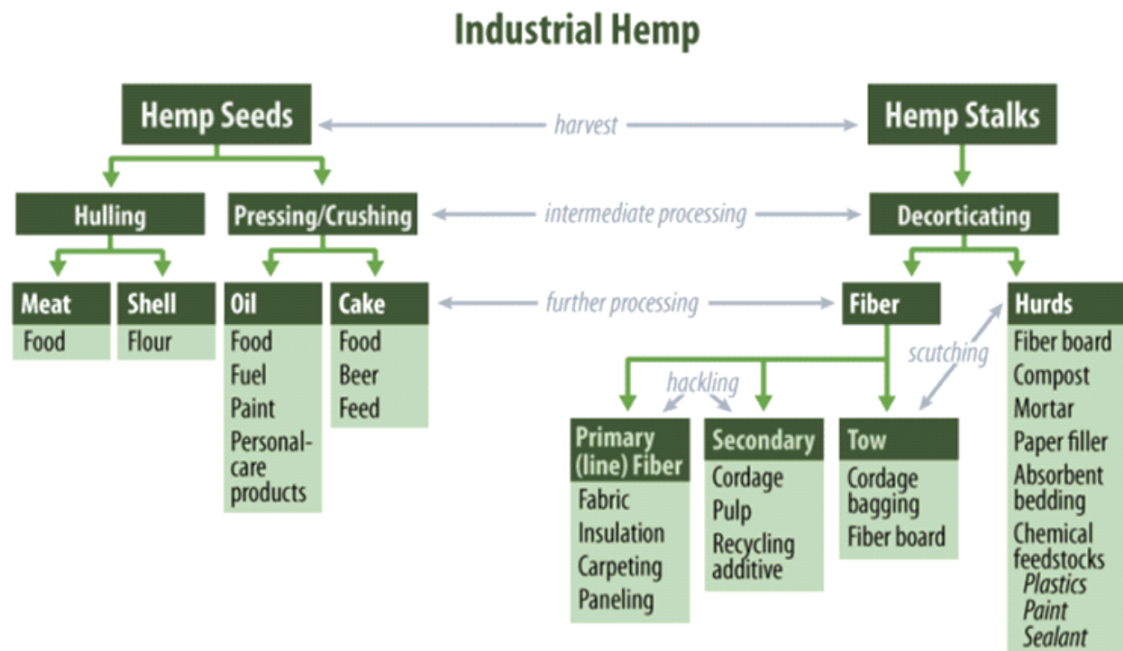 Industrial Hemp
Hemp Seeds
harvest
Hemp Stalks
Hulling
Pressing/Crushing
intermediate processing
Decorticating
Meat
Food
Shell
Flour
Oil
Food
Fuel
Paint
Personal-
care
products
Cake
Food
Beer
Feed
further processing
Fiber
Hurds
Fiber board
Compost
Mortar
Paper filler
Absorbent
bedding
Chemical
feedstocks
Plastics
Paint
Sealant
scutching
hackling
Primary
(line) Fiber
Fabric
Insulation
Carpeting
Paneling
Secondary
Cordage
Pulp
Recycling
additive
Tow
Cordage
bagging
Fiber board